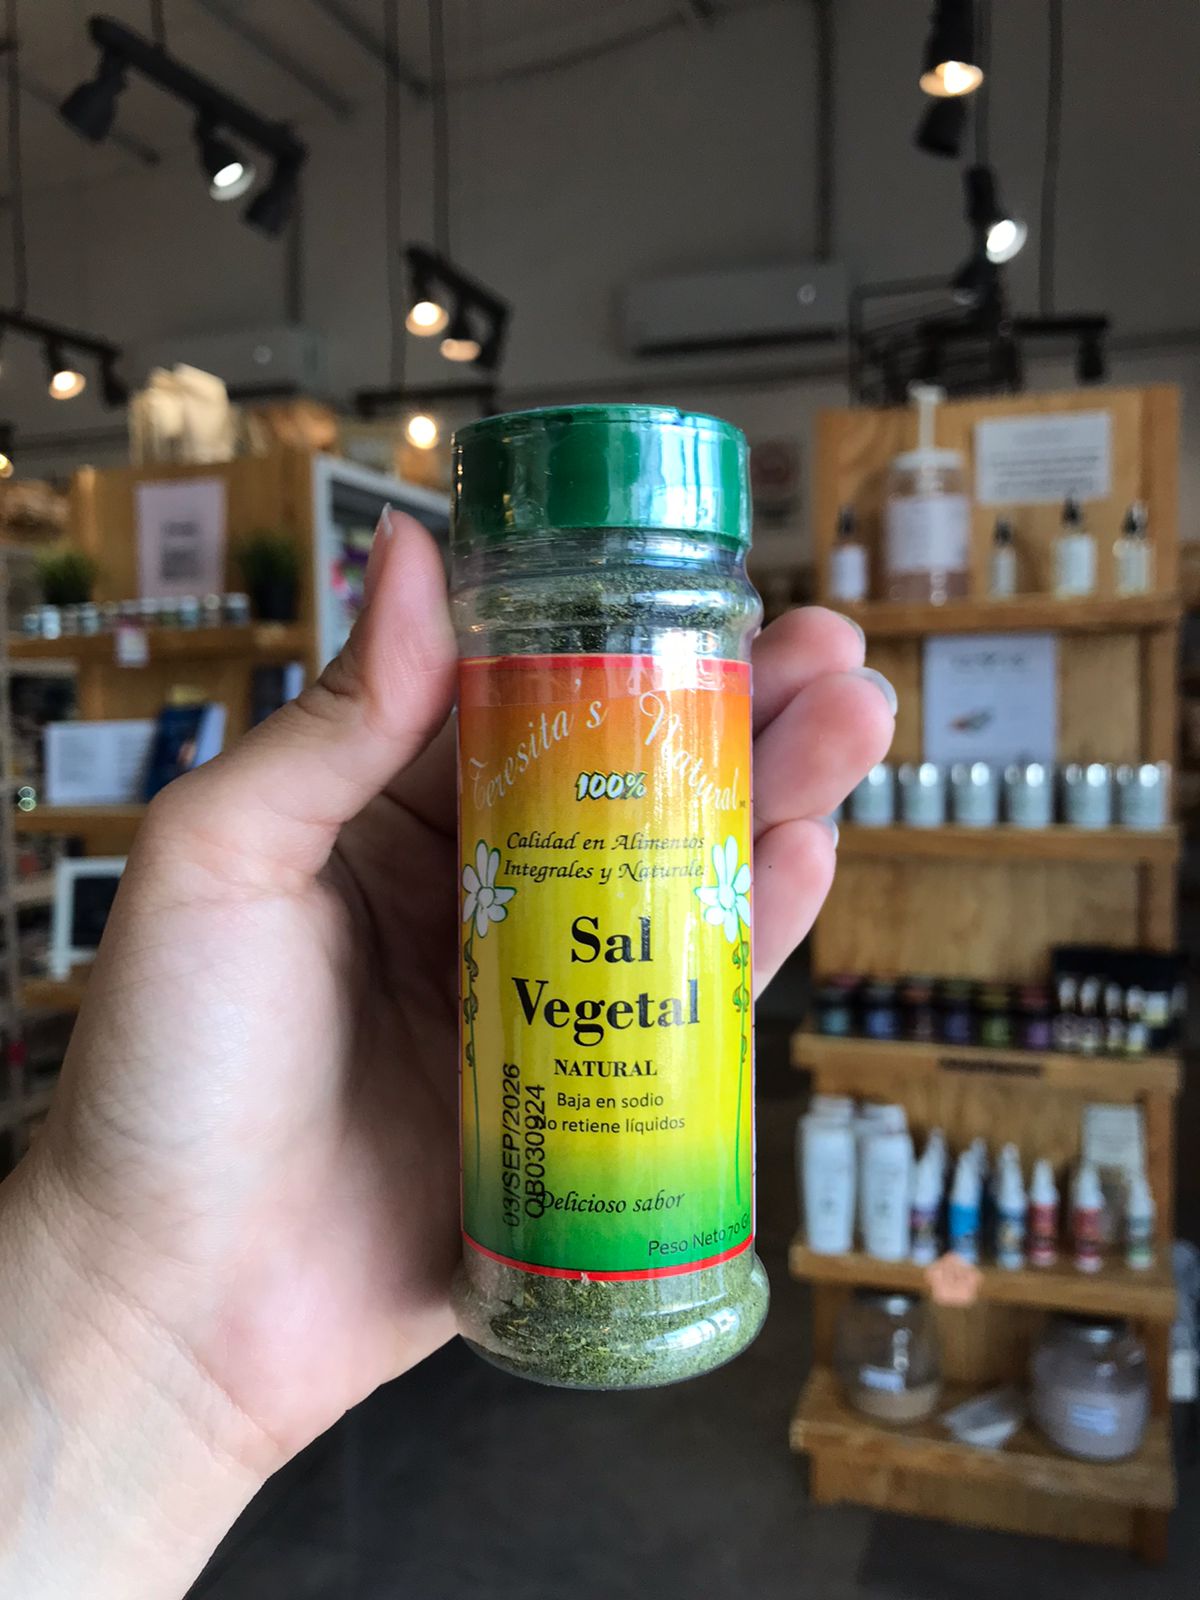 Teresita's Natural
100%
Calidad en Alimentos
Integrales y Naturales
Sal
Vegetal
NATURAL
Baja en sodio
No retiene líquidos
Delicioso sabor
Peso Neto 70 Gr
03/SEP/2026
QB030924